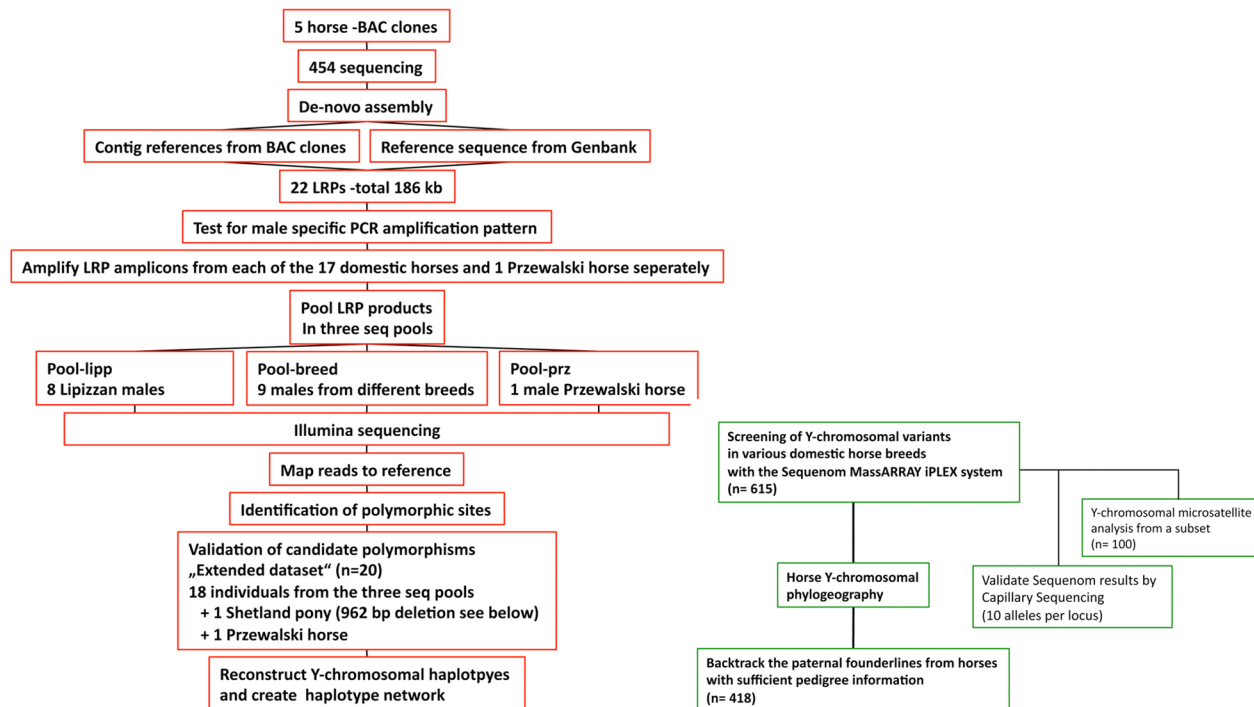 5 horse -BAC clones
454 sequencing
De-novo assembly
Contig references from BAC clones
Reference sequence from Genbank
22 LRPs -total 186 kb
Test for male specific PCR amplification pattern
Amplify LRP amplicons from each of the 17 domestic horses and 1 Przewalski horse seperately
Pool LRP products
In three seq pools
Pool-lipp
8 Lipizzan males
Pool-breed
9 males from different breeds
Pool-prz
1 male Przewalski horse
Illumina sequencing
Map reads to reference
Identification of polymorphic sites
Validation of candidate polymorphisms
„Extended dataset“ (n=20)
18 individuals from the three seq pools
+ 1 Shetland pony (962 bp deletion see below)
+ 1 Przewalski horse
Reconstruct Y-chromosomal haplotpyes
and create haplotype network
Screening of Y-chromosomal variants
in various domestic horse breeds
with the Sequenom MassARRAY iPLEX system
(n= 615)
Y-chromosomal microsatellite
analysis from a subset
(n= 100)
Validate Sequenom results by
Capillary Sequencing
(10 alleles per locus)
Horse Y-chromosomal
phylogeography
Backtrack the paternal founderlines from horses
with sufficient pedigree information
(n= 418)